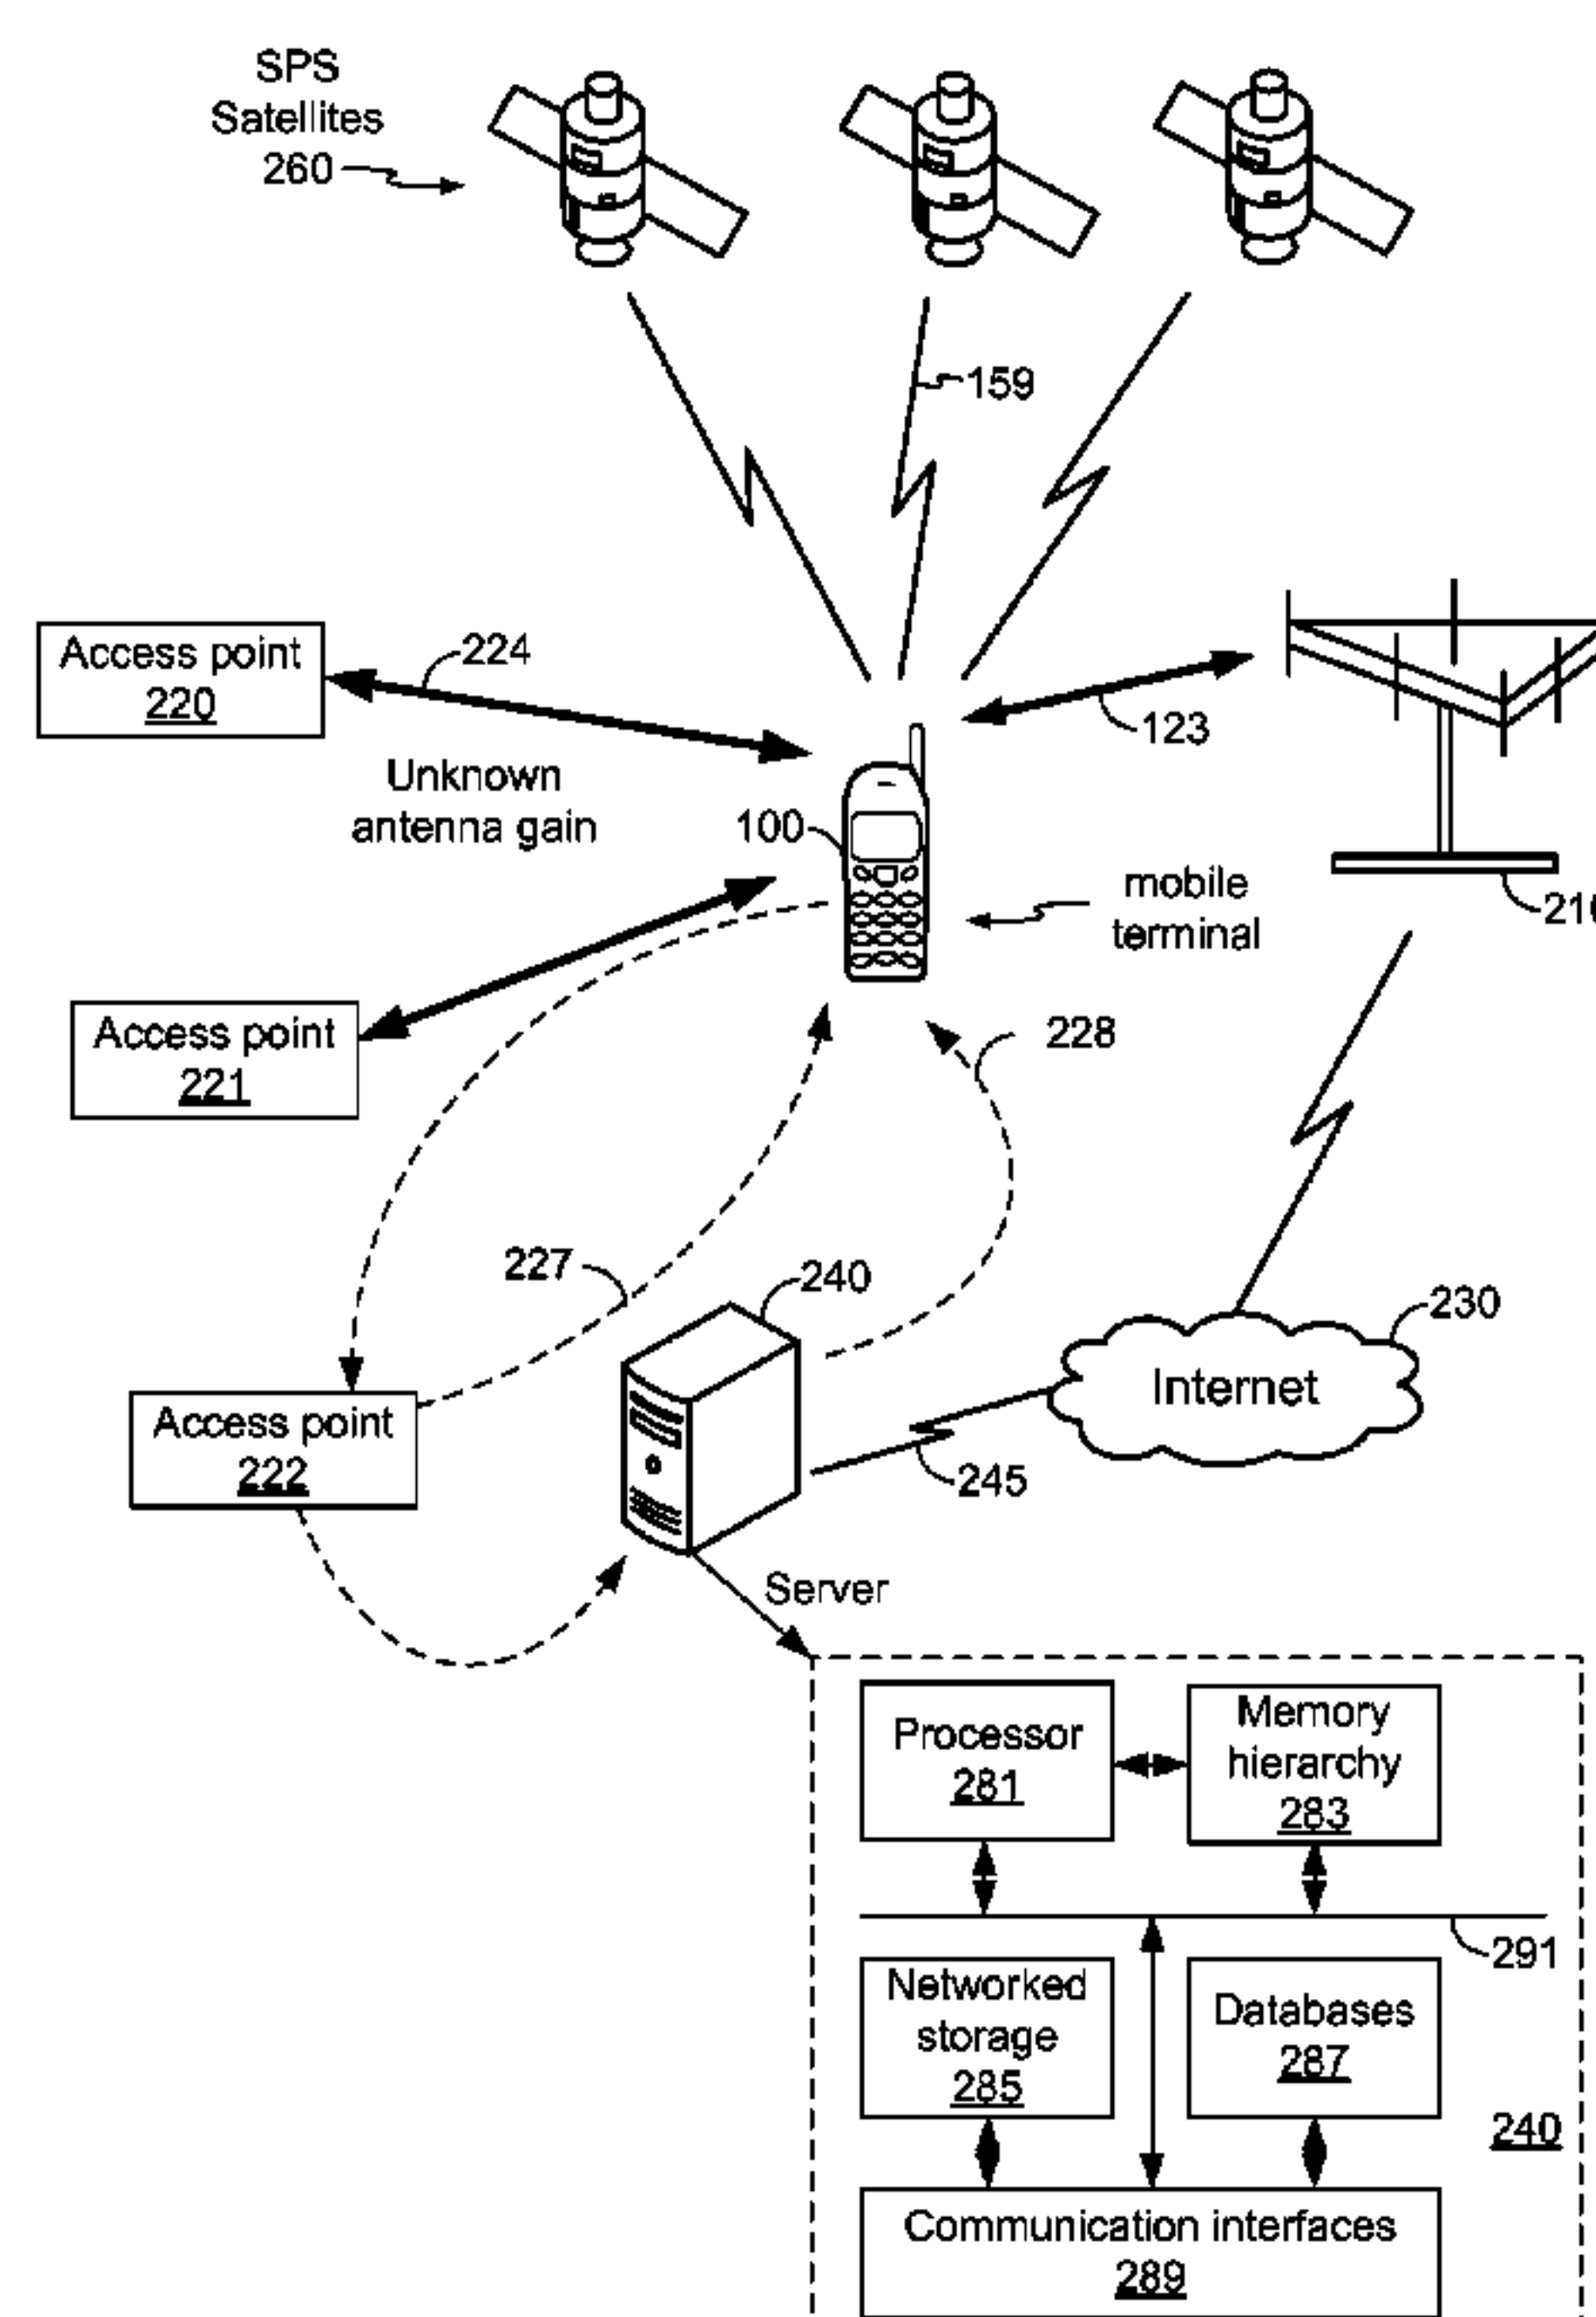 SPS
Satellites
260
159
Access point
220
224
123
Unknown
antenna gain
100
mobile
terminal
Access point
221
228
227
240
230
Internet
Access point
222
245
Server
Processor
281
Memory
hierarchy
283
291
Networked
storage
285
Databases
287
240
Communication interfaces
289